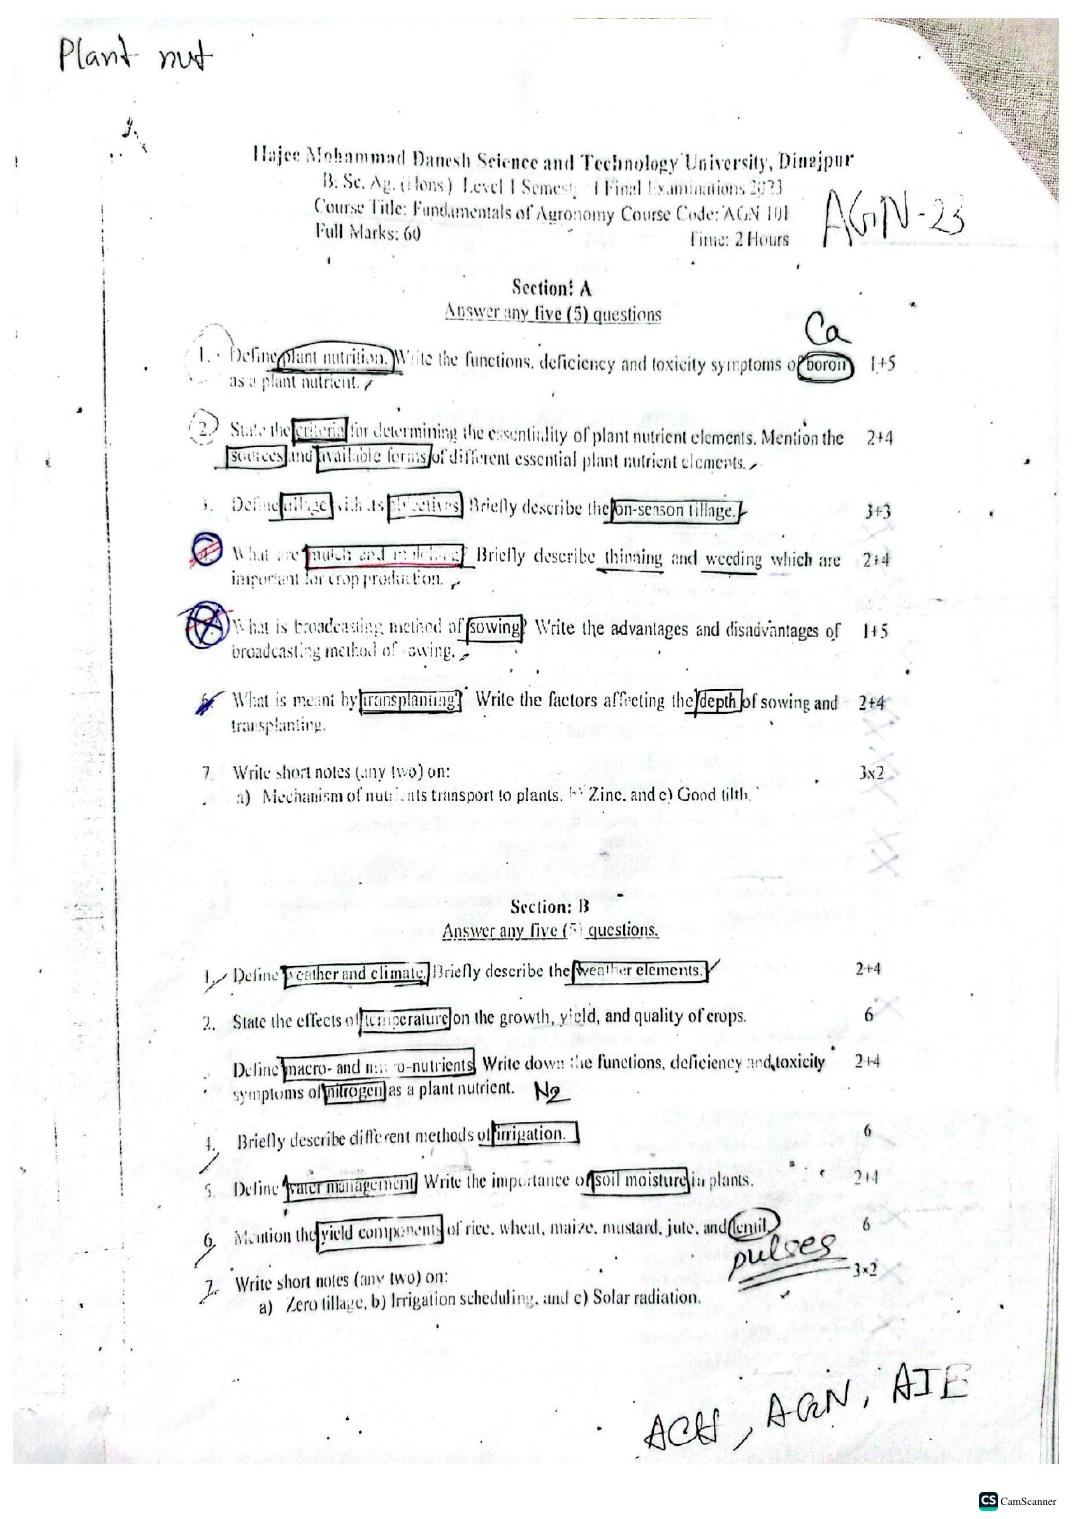 Plant nut
Hajee Mohammad Danesh Science and Technology University, Dinajpur
B. Sc. Ag. (Hons) Level 1 Semest I Final Examinations 2023
Course Title: Fundamentals of Agronomy Course Code: AGN 101
AGN-23
Full Marks: 60 Time: 2 Hours
Section: A
Answer any five (5) questions
Ca
1. Define plant nutrition. Write the functions, deficiency and toxicity symptoms of boron 1+5
as a plant nutrient.
2. State the criteria for determining the essentiality of plant nutrient elements. Mention the 2+4
sources and available forms of different essential plant nutrient elements.
3. Define tillage with its objectives Briefly describe the on-season tillage. 3+3
4. What are mulch and mulching? Briefly describe thinning and weeding which are 2+4
important for crop production.
What is broadcasting method of sowing? Write the advantages and disadvantages of 1+5
broadcasting method of sowing.
6. What is meant by transplanting? Write the factors affecting the depth of sowing and 2+4
transplanting.
7. Write short notes (any two) on: 3x2
a) Mechanism of nutrients transport to plants. b) Zinc. and c) Good tilth.
Section: B
Answer any five (5) questions.
1. Define weather and climate. Briefly describe the weather elements. 2+4
2. State the effects of temperature on the growth, yield, and quality of crops. 6
Define macro- and micro-nutrients Write down the functions, deficiency and toxicity 2+4
symptoms of nitrogen as a plant nutrient. N2
4. Briefly describe different methods of irrigation. 6
5. Define water management Write the importance of soil moisture in plants. 2+4
6. Mention the yield components of rice, wheat, maize, mustard, jute, and lentil. 6
pulses
7. Write short notes (any two) on: 3x2
a) Zero tillage, b) Irrigation scheduling, and c) Solar radiation.
ACH, AGN, AIE
CS CamScanner